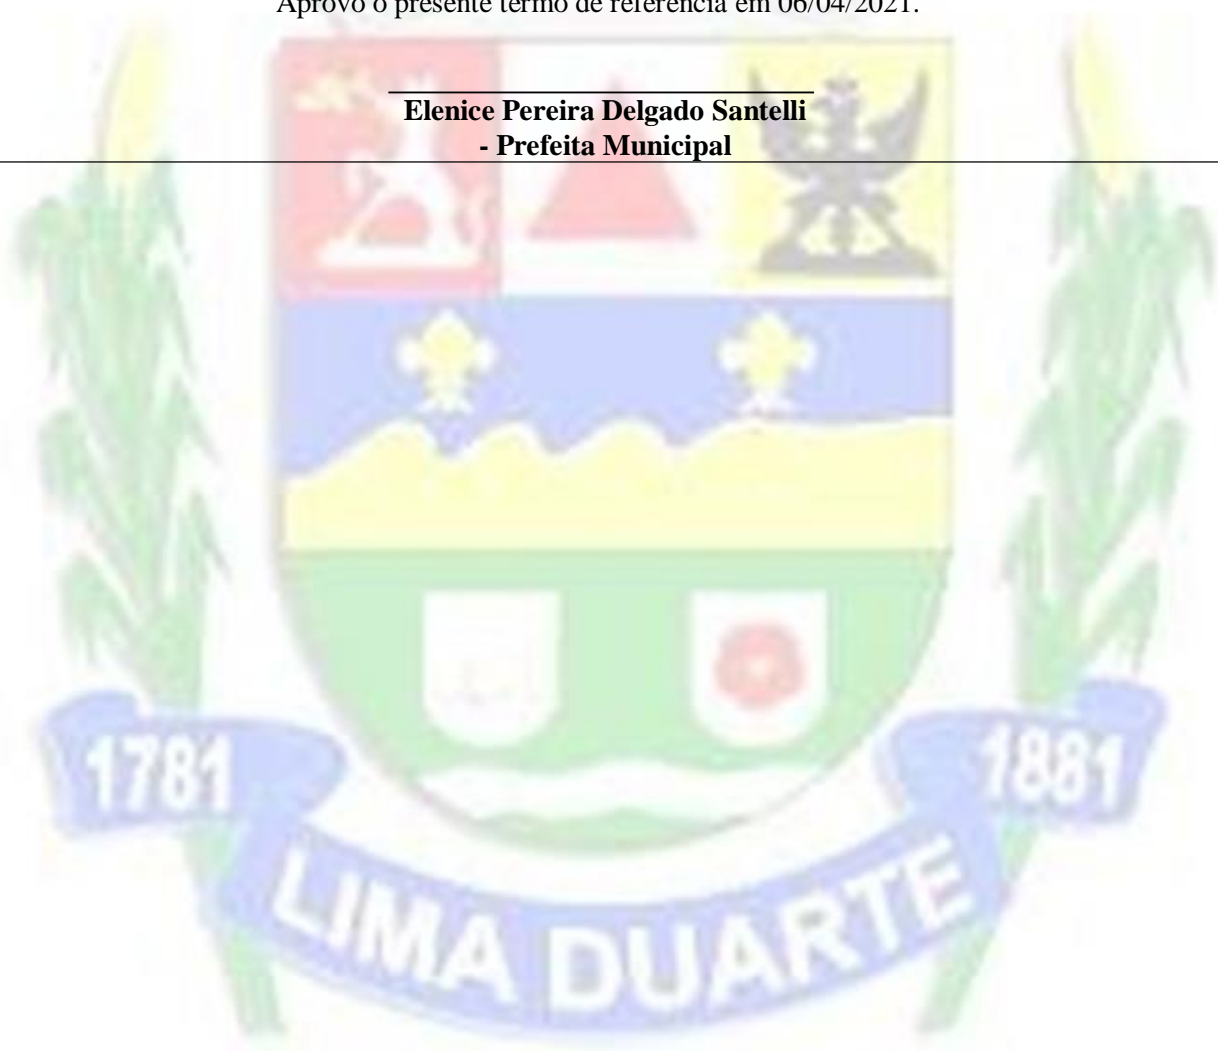 Aprovo o presente termo de referência em 06/04/2021.
Elenice Pereira Delgado Santelli
- Prefeita Municipal
1781
1881
LIMA DUARTE